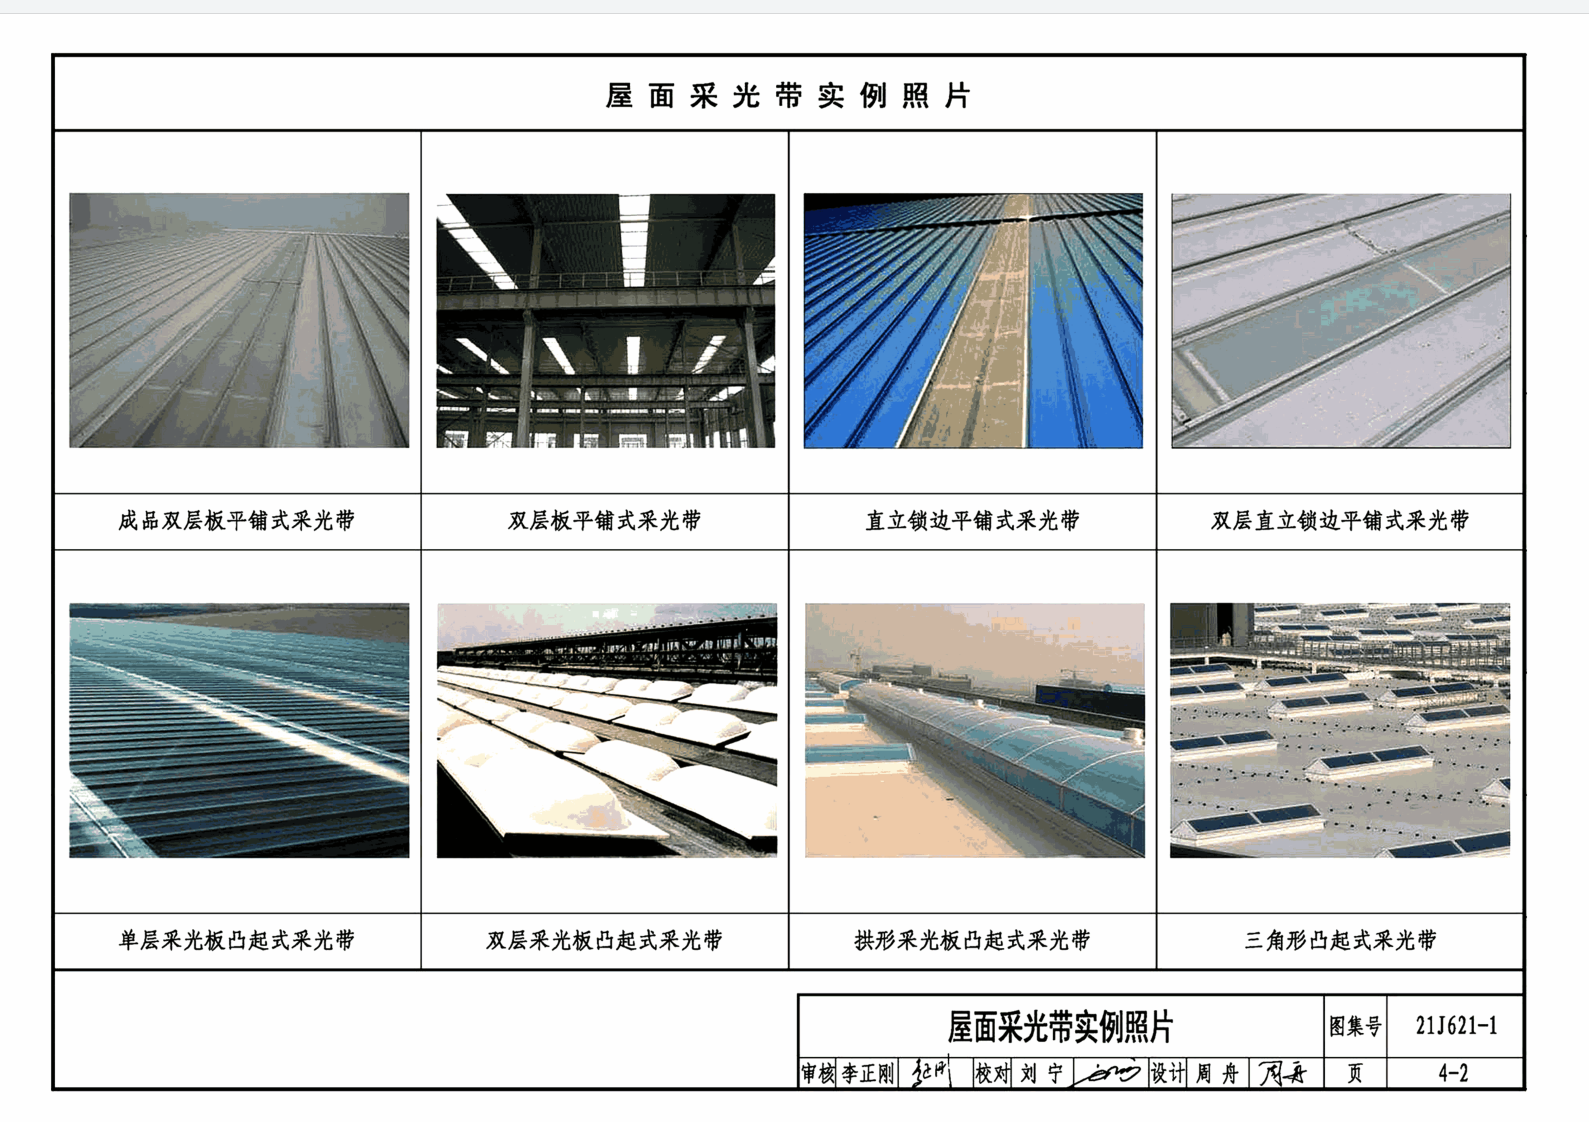 屋面采光带实例照片
成品双层板平铺式采光带
双层板平铺式采光带
直立锁边平铺式采光带
双层直立锁边平铺式采光带
单层采光板凸起式采光带
双层采光板凸起式采光带
拱形采光板凸起式采光带
三角形凸起式采光带
屋面采光带实例照片
图集号
21J621-1
审核 李正刚
校对 刘宁
设计 周舟 周舟
页
4-2